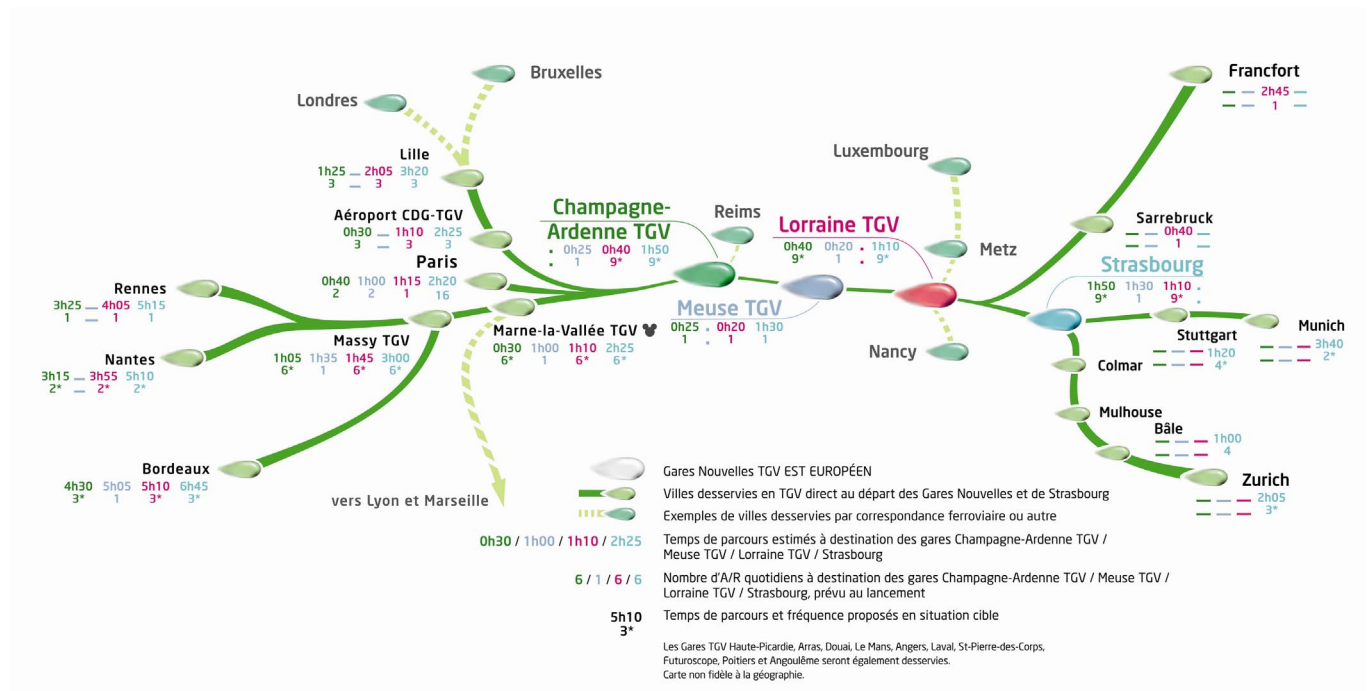 Bruxelles
Londres
Lille
1h25 _ 2h05 3h20
3 _ 3 3
Aéroport CDG-TGV
0h30 _ 1h10 2h25
3 _ 3 3
Paris
0h40 1h00 1h15 2h20
2 2 1 16
Rennes
3h25 _ 4h05 5h15
1 _ 1 1
Nantes
3h15 _ 3h55 5h10
2* _ 2* 2*
Massy TGV
1h05 1h35 1h45 3h00
6* 1 6* 6*
Marne-la-Vallée TGV
0h30 1h00 1h10 2h25
6* 1 6* 6*
Bordeaux
4h30 5h05 5h10 6h45
3* 1 3* 3*
vers Lyon et Marseille
Champagne-
Ardenne TGV
. 0h25 0h40 1h50
. 1 9* 9*
Reims
Meuse TGV
0h25 . 0h20 1h30
1 . 1 1
Lorraine TGV
0h40 0h20 . 1h10
9* 1 . 9*
Luxembourg
Metz
Nancy
Francfort
— — 2h45 —
— — 1 —
Sarrebruck
— — 0h40 —
— — 1 —
Strasbourg
1h50 1h30 1h10 .
9* 1 9* .
Stuttgart
— — — 1h20
— — — 4*
Munich
— — — 3h40
— — — 2*
Colmar
Mulhouse
Bâle
— — — 1h00
— — — 4
Zurich
— — — 2h05
— — — 3*
Gares Nouvelles TGV EST EUROPÉEN
Villes desservies en TGV direct au départ des Gares Nouvelles et de Strasbourg
Exemples de villes desservies par correspondance ferroviaire ou autre
0h30 / 1h00 / 1h10 / 2h25
Temps de parcours estimés à destination des gares Champagne-Ardenne TGV /
Meuse TGV / Lorraine TGV / Strasbourg
6 / 1 / 6 / 6
Nombre d'A/R quotidiens à destination des gares Champagne-Ardenne TGV / Meuse TGV /
Lorraine TGV / Strasbourg, prévu au lancement
5h10
3*
Temps de parcours et fréquence proposés en situation cible
Les Gares TGV Haute-Picardie, Arras, Douai, Le Mans, Angers, Laval, St-Pierre-des-Corps,
Futuroscope, Poitiers et Angoulême seront également desservies.
Carte non fidèle à la géographie.